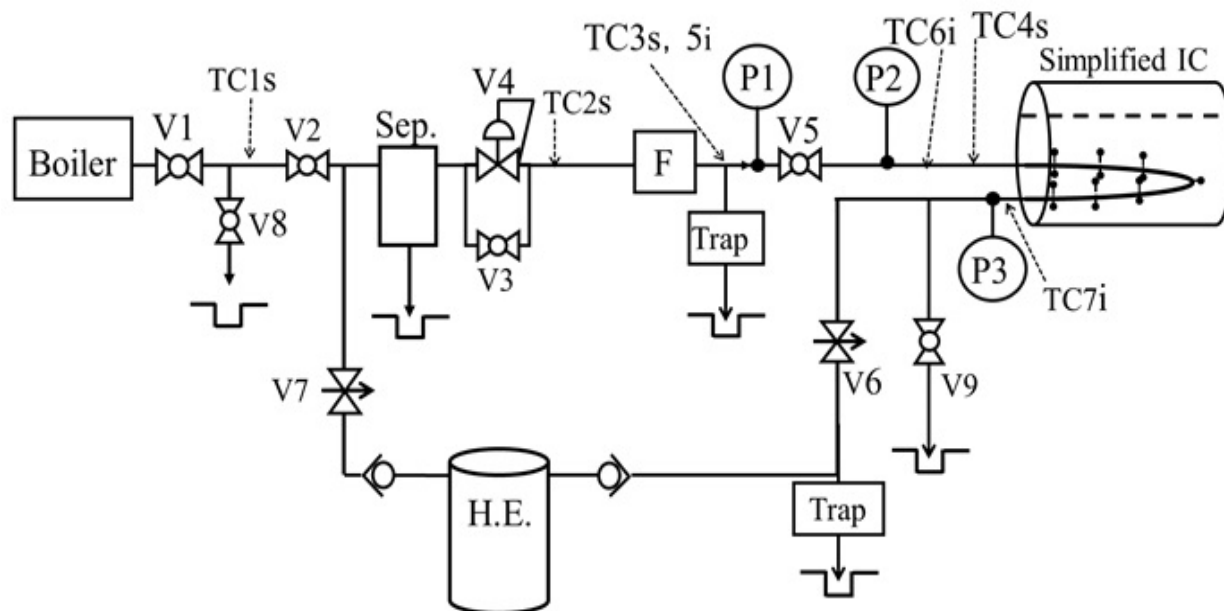 TC3s, 5i
TC6i
TC4s
Simplified IC
V4
P1
P2
TC1s
TC2s
V1
V2
Sep.
V5
Boiler
F
V8
V3
Trap
P3
TC7i
V7
V6
V9
H.E.
Trap